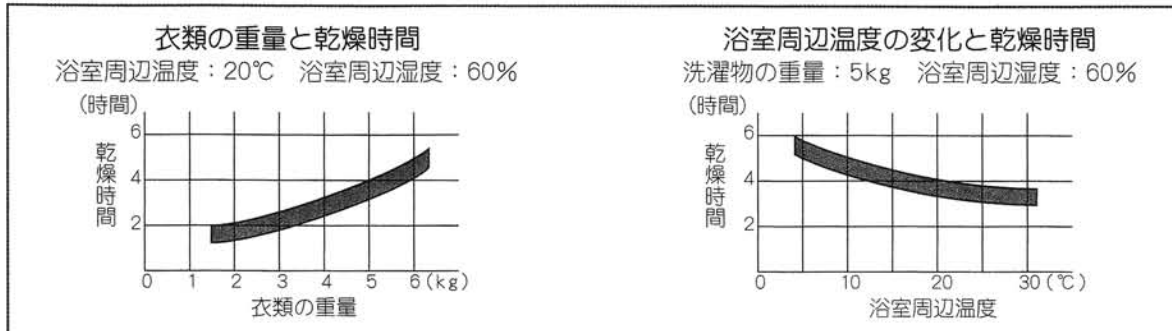 衣類の重量と乾燥時間
浴室周辺温度：20℃　浴室周辺湿度：60%
(時間)
6
4
2
乾燥時間
0 1 2 3 4 5 6 (kg)
衣類の重量
浴室周辺温度の変化と乾燥時間
洗濯物の重量：5kg　浴室周辺湿度：60%
(時間)
6
4
2
乾燥時間
0 10 20 30 (℃)
浴室周辺温度